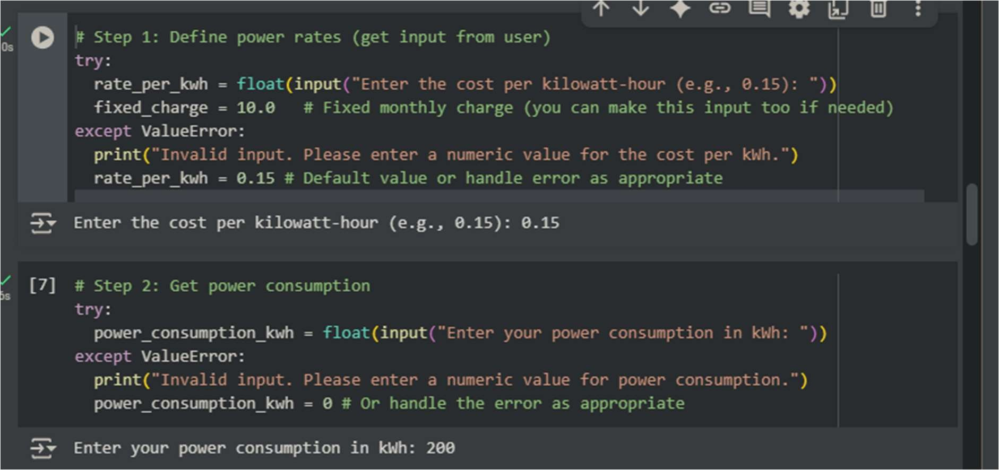 # Step 1: Define power rates (get input from user)
0s
try:
  rate_per_kwh = float(input("Enter the cost per kilowatt-hour (e.g., 0.15): "))
  fixed_charge = 10.0   # Fixed monthly charge (you can make this input too if needed)
except ValueError:
  print("Invalid input. Please enter a numeric value for the cost per kWh.")
  rate_per_kwh = 0.15 # Default value or handle error as appropriate
Enter the cost per kilowatt-hour (e.g., 0.15): 0.15
[7] # Step 2: Get power consumption
try:
  power_consumption_kwh = float(input("Enter your power consumption in kWh: "))
except ValueError:
  print("Invalid input. Please enter a numeric value for power consumption.")
  power_consumption_kwh = 0 # Or handle the error as appropriate
Enter your power consumption in kWh: 200